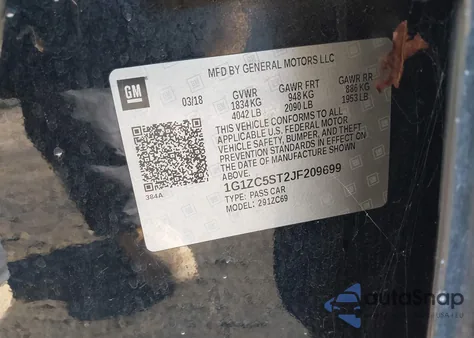 MFD BY GENERAL MOTORS LLC
GM
03/18
GVWR GAWR FRT GAWR RR
1834 KG 948 KG 886 KG
4042 LB 2090 LB 1953 LB
THIS VEHICLE CONFORMS TO ALL
APPLICABLE U.S. FEDERAL MOTOR
VEHICLE SAFETY, BUMPER, AND THEFT
PREVENTION STANDARDS IN EFFECT ON
THE DATE OF MANUFACTURE SHOWN
ABOVE.
384A
1G1ZC5ST2JF209699
TYPE: PASS CAR
MODEL: 291ZC69
autoSnap